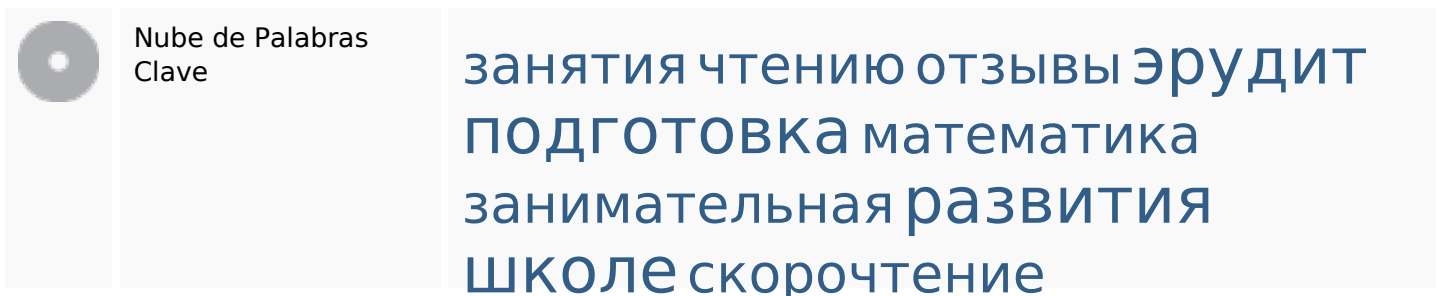 Nube de Palabras
Clave
занятия чтению отзывы эрудит
подготовка математика
занимательная развития
школе скорочтение